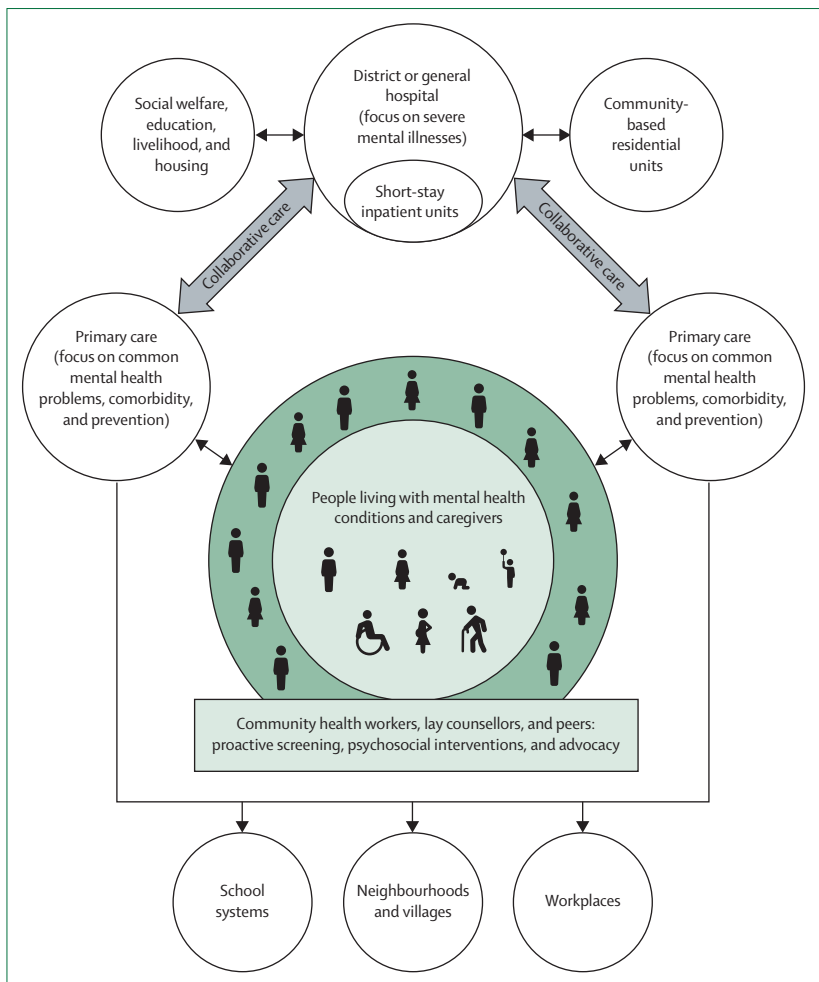 Social welfare,
education,
livelihood, and
housing
District or general
hospital
(focus on severe
mental illnesses)
Short-stay
inpatient units
Community-
based
residential
units
Collaborative care
Collaborative care
Primary care
(focus on common
mental health
problems, comorbidity,
and prevention)
Primary care
(focus on common
mental health
problems, comorbidity,
and prevention)
People living with mental health
conditions and caregivers
Community health workers, lay counsellors, and peers:
proactive screening, psychosocial interventions, and advocacy
School
systems
Neighbourhoods
and villages
Workplaces